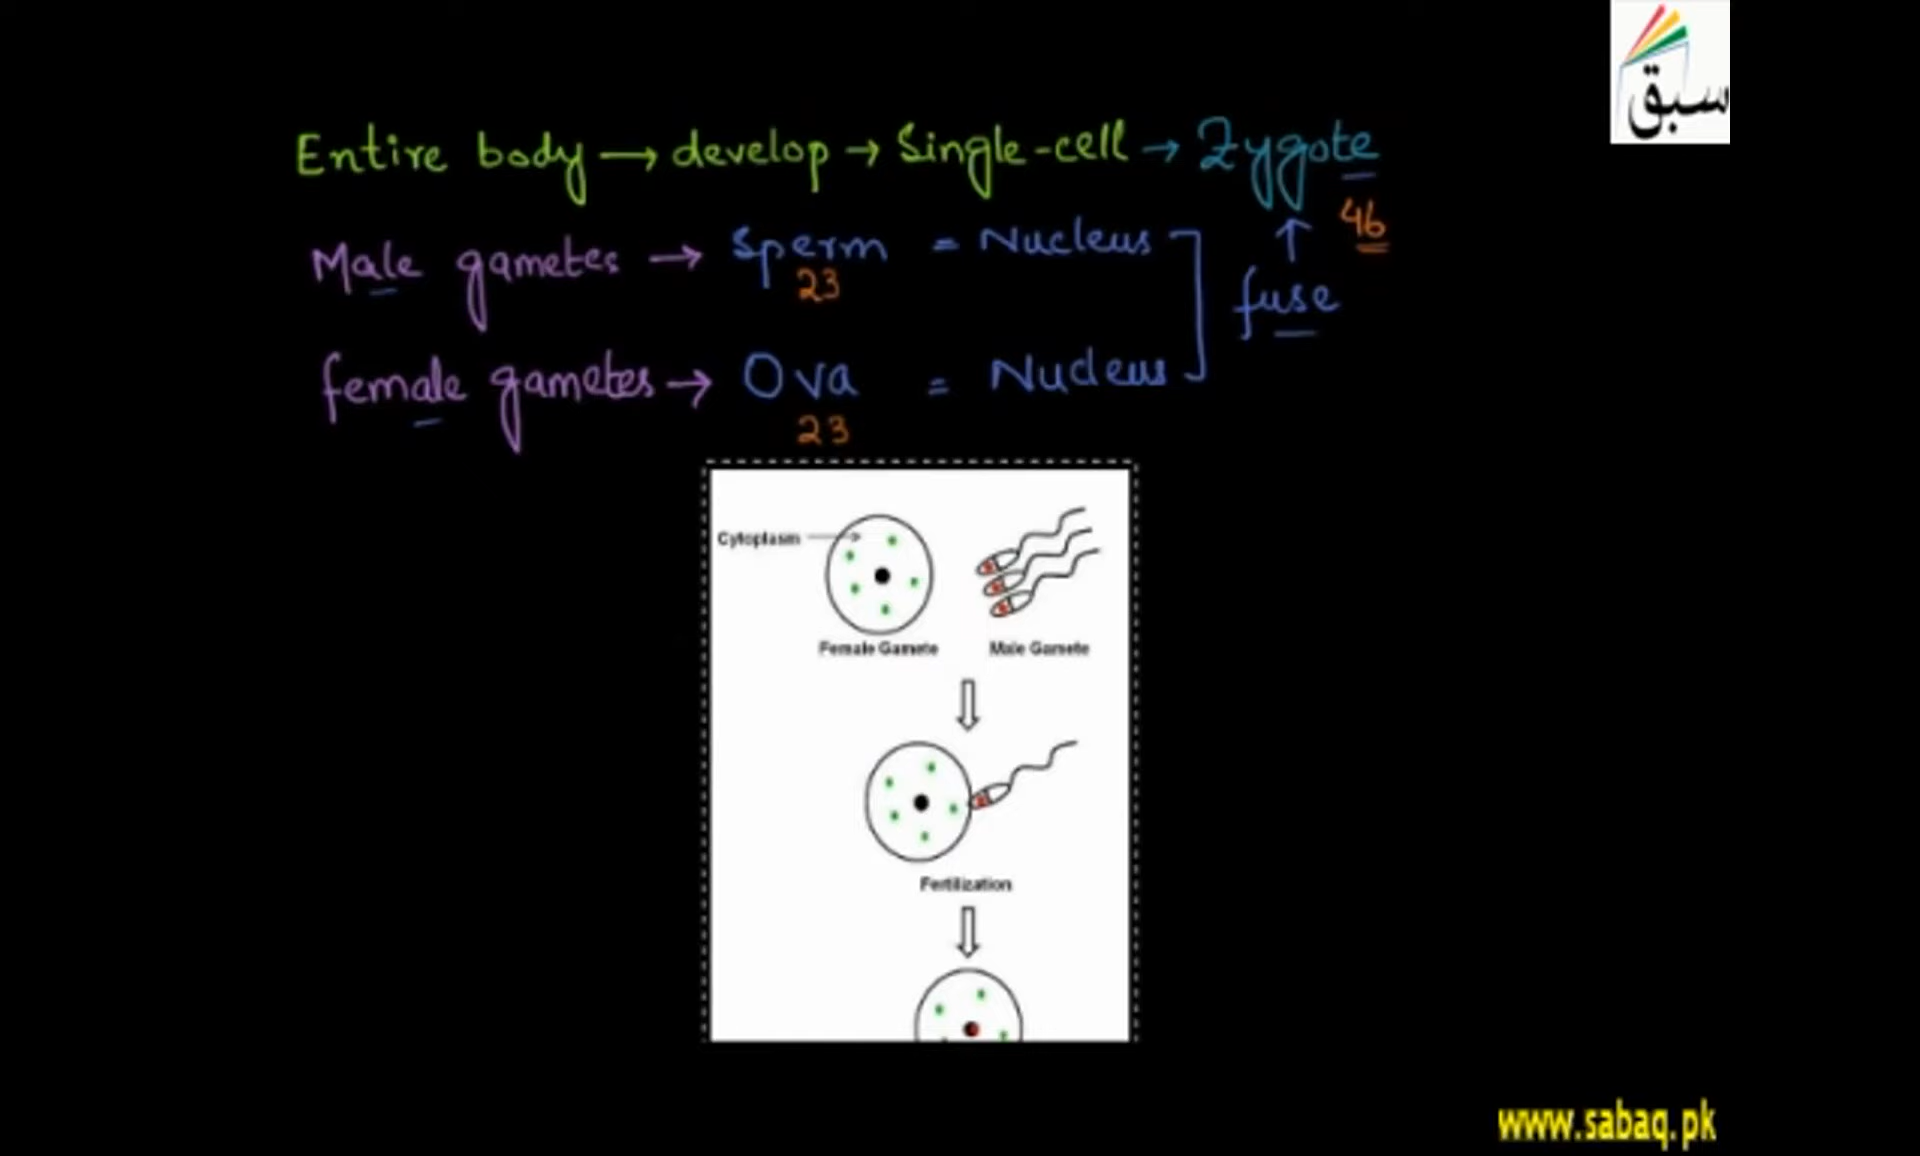 سبق
Entire body → develop → Single-cell → Zygote
46
Male gametes → Sperm = Nucleus
23
fuse
female gametes → Ova = Nucleus
23
Cytoplasm
Female Gamete Male Gamete
Fertilization
www.sabaq.pk